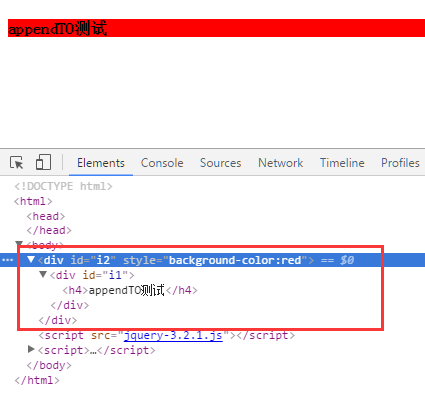 appendTO测试
Elements Console Sources Network Timeline Profiles
<!DOCTYPE html>
<html>
<head>
</head>
<body>
<div id="i2" style="background-color:red"> == $0
<div id="i1">
<h4>appendTO测试</h4>
</div>
</div>
<script src="jquery-3.2.1.js"></script>
<script>…</script>
</body>
</html>